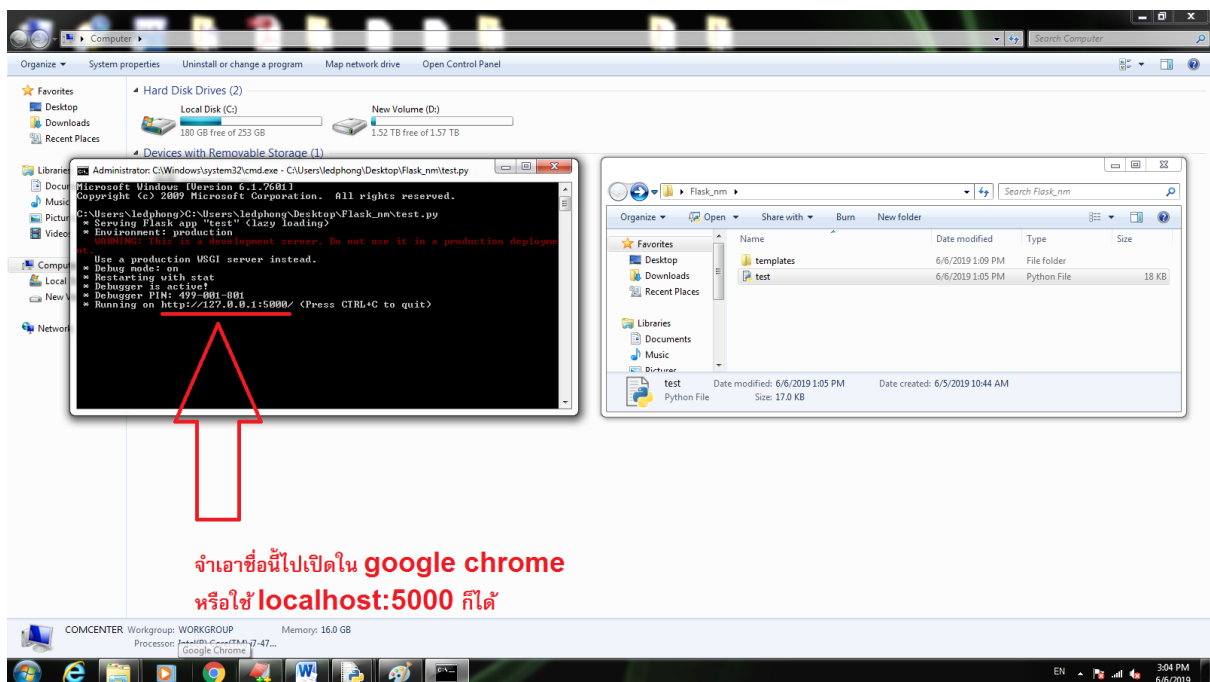 Computer
Search Computer
Organize
System properties
Uninstall or change a program
Map network drive
Open Control Panel
Favorites
Desktop
Downloads
Recent Places
Hard Disk Drives (2)
Local Disk (C:)
180 GB free of 253 GB
New Volume (D:)
1.52 TB free of 1.57 TB
Devices with Removable Storage (1)
Administrator: C:\Windows\system32\cmd.exe - C:\Users\ledphong\Desktop\Flask_nm\test.py
Microsoft Windows [Version 6.1.7601]
Copyright (c) 2009 Microsoft Corporation.  All rights reserved.
C:\Users\ledphong>C:\Users\ledphong\Desktop\Flask_nm\test.py
* Serving Flask app "test" (lazy loading)
* Environment: production
WARNING: This is a development server. Do not use it in a production deployme
nt.
Use a production WSGI server instead.
* Debug mode: on
* Restarting with stat
* Debugger is active!
* Debugger PIN: 499-001-801
* Running on http://127.0.0.1:5000/ (Press CTRL+C to quit)
Flask_nm
Search Flask_nm
Organize
Open
Share with
Burn
New folder
Favorites
Desktop
Downloads
Recent Places
Libraries
Documents
Music
Pictures
Name
Date modified
Type
Size
templates
6/6/2019 1:09 PM
File folder
test
6/6/2019 1:05 PM
Python File
18 KB
test
Date modified: 6/6/2019 1:05 PM
Date created: 6/5/2019 10:44 AM
Python File
Size: 17.0 KB
จำเอาชื่อนี้ไปเปิดใน google chrome
หรือใช้ localhost:5000 ก็ได้
COMCENTER
Workgroup: WORKGROUP
Memory: 16.0 GB
Processor:
Google Chrome
EN
3:04 PM
6/6/2019